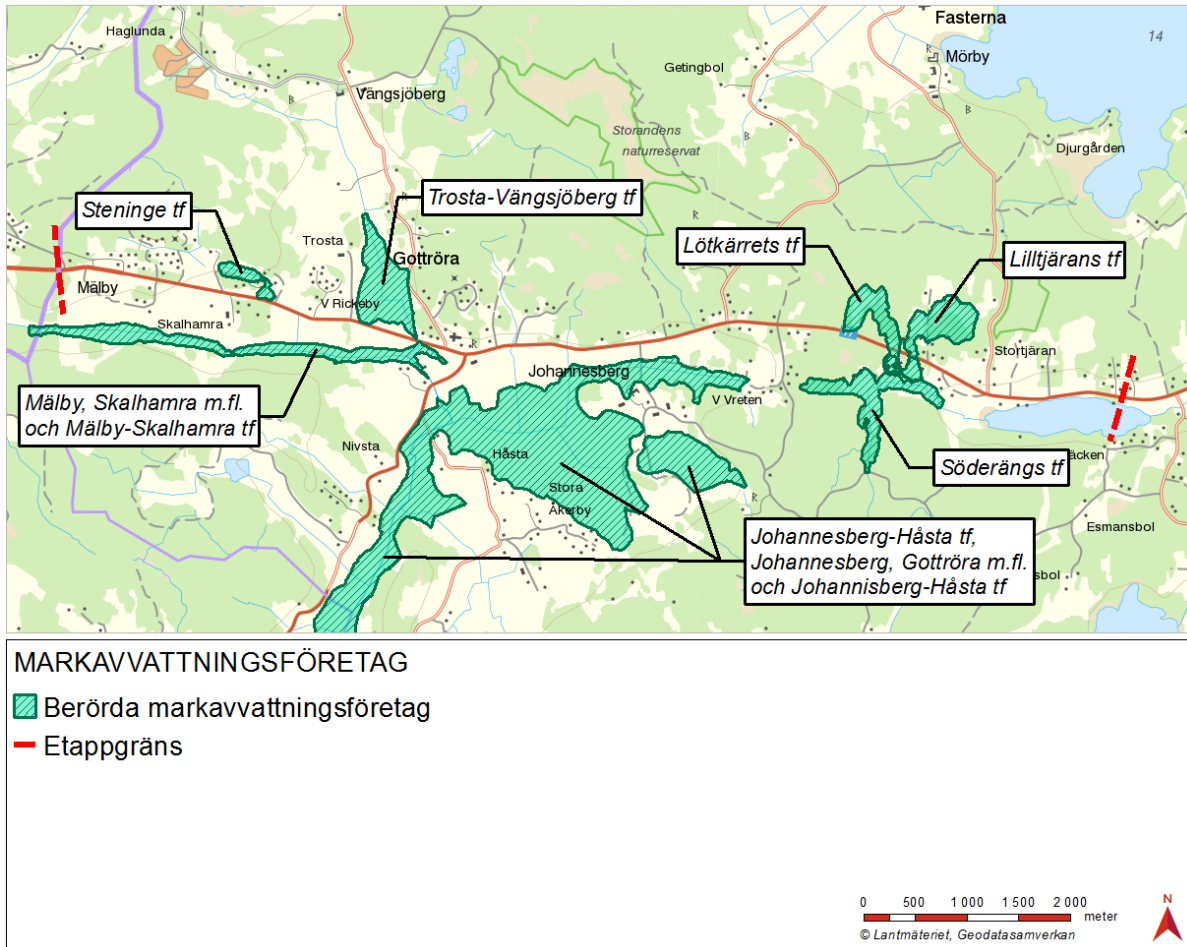 Fasterna
14
Haglunda
Mörby
Getingbol
Vängsjöberg
Storandens
naturreservat
Djurgården
Steninge tf
Trosta-Vängsjöberg tf
Lötkärrets tf
Lilltjärans tf
Trosta
Gottröra
Mälby
V Rickeby
Skalhamra
Stortjäran
Johannesberg
V Vreten
Mälby, Skalhamra m.fl.
och Mälby-Skalhamra tf
Nivsta
Håsta
Söderängs tf
äcken
Stora
Åkerby
Esmansbol
Johannesberg-Håsta tf,
Johannesberg, Gottröra m.fl.
och Johannisberg-Håsta tf
sbol
MARKAVVATTNINGSFÖRETAG
Berörda markavvattningsföretag
Etappgräns
0 500 1 000 1 500 2 000
meter
N
© Lantmäteriet, Geodatasamverkan